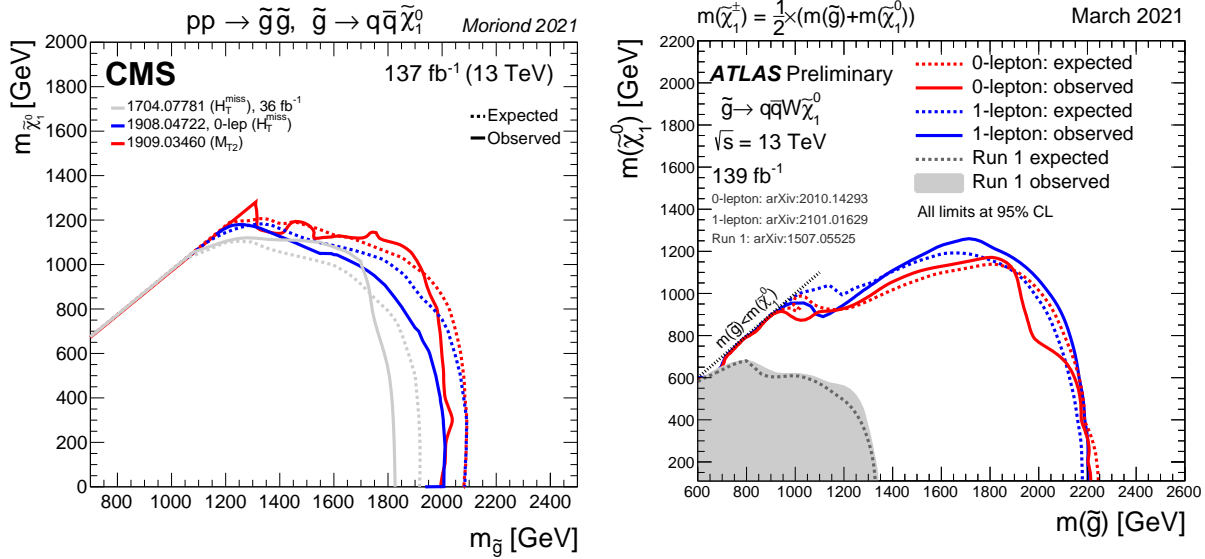 pp → g̃ g̃, g̃ → q q̄ χ̃₁⁰ Moriond 2021
CMS
137 fb⁻¹ (13 TeV)
1704.07781 (H_T^miss), 36 fb⁻¹
1908.04722, 0-lep (H_T^miss)
1909.03460 (M_T2)
Expected
Observed
m_χ̃₁⁰ [GeV]
2000
1800
1600
1400
1200
1000
800
600
400
200
0
800 1000 1200 1400 1600 1800 2000 2200 2400
m_g̃ [GeV]
m(χ̃₁±) = ½×(m(g̃)+m(χ̃₁⁰)) March 2021
ATLAS Preliminary
g̃→ qq̄Wχ̃₁⁰
√s = 13 TeV
139 fb⁻¹
0-lepton: arXiv:2010.14293
1-lepton: arXiv:2101.01629
Run 1: arXiv:1507.05525
0-lepton: expected
0-lepton: observed
1-lepton: expected
1-lepton: observed
Run 1 expected
Run 1 observed
All limits at 95% CL
m(g̃)<m(χ̃₁⁰)
m(χ̃₁⁰) [GeV]
2200
2000
1800
1600
1400
1200
1000
800
600
400
200
600 800 1000 1200 1400 1600 1800 2000 2200 2400 2600
m(g̃) [GeV]